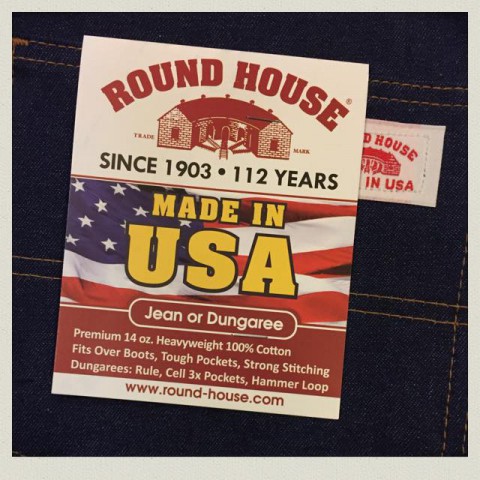 ROUND HOUSE®
TRADE MARK
SINCE 1903 • 112 YEARS
MADE IN
USA
Jean or Dungaree
Premium 14 oz. Heavyweight 100% Cotton
Fits Over Boots, Tough Pockets, Strong Stitching
Dungarees: Rule, Cell 3x Pockets, Hammer Loop
www.round-house.com
HOUSE
IN USA